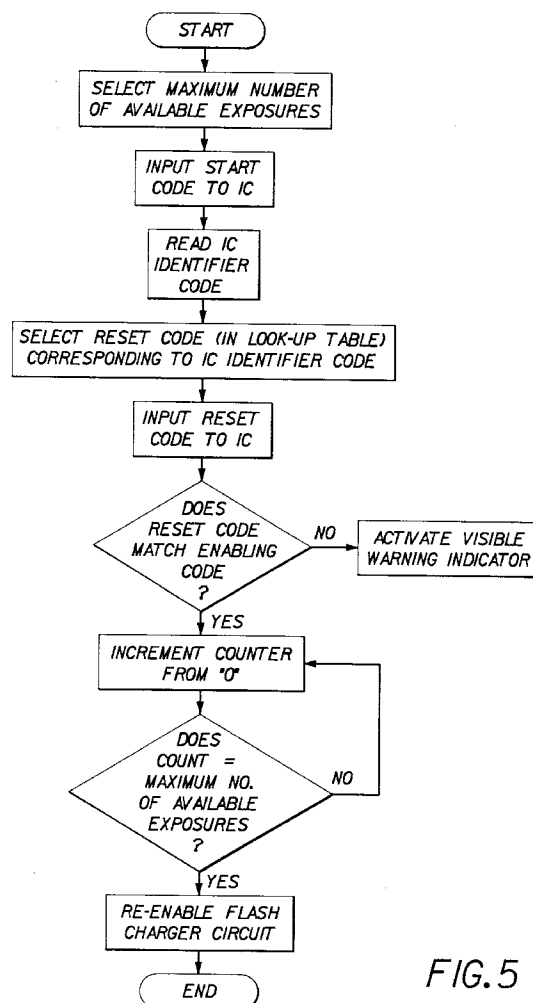 START
SELECT MAXIMUM NUMBER
OF AVAILABLE EXPOSURES
INPUT START
CODE TO IC
READ IC
IDENTIFIER
CODE
SELECT RESET CODE (IN LOOK-UP TABLE)
CORRESPONDING TO IC IDENTIFIER CODE
INPUT RESET
CODE TO IC
DOES
RESET CODE
MATCH ENABLING
CODE
?
NO
ACTIVATE VISIBLE
WARNING INDICATOR
YES
INCREMENT COUNTER
FROM "0"
DOES
COUNT =
MAXIMUM NO.
OF AVAILABLE
EXPOSURES
?
NO
YES
RE-ENABLE FLASH
CHARGER CIRCUIT
END
FIG.5